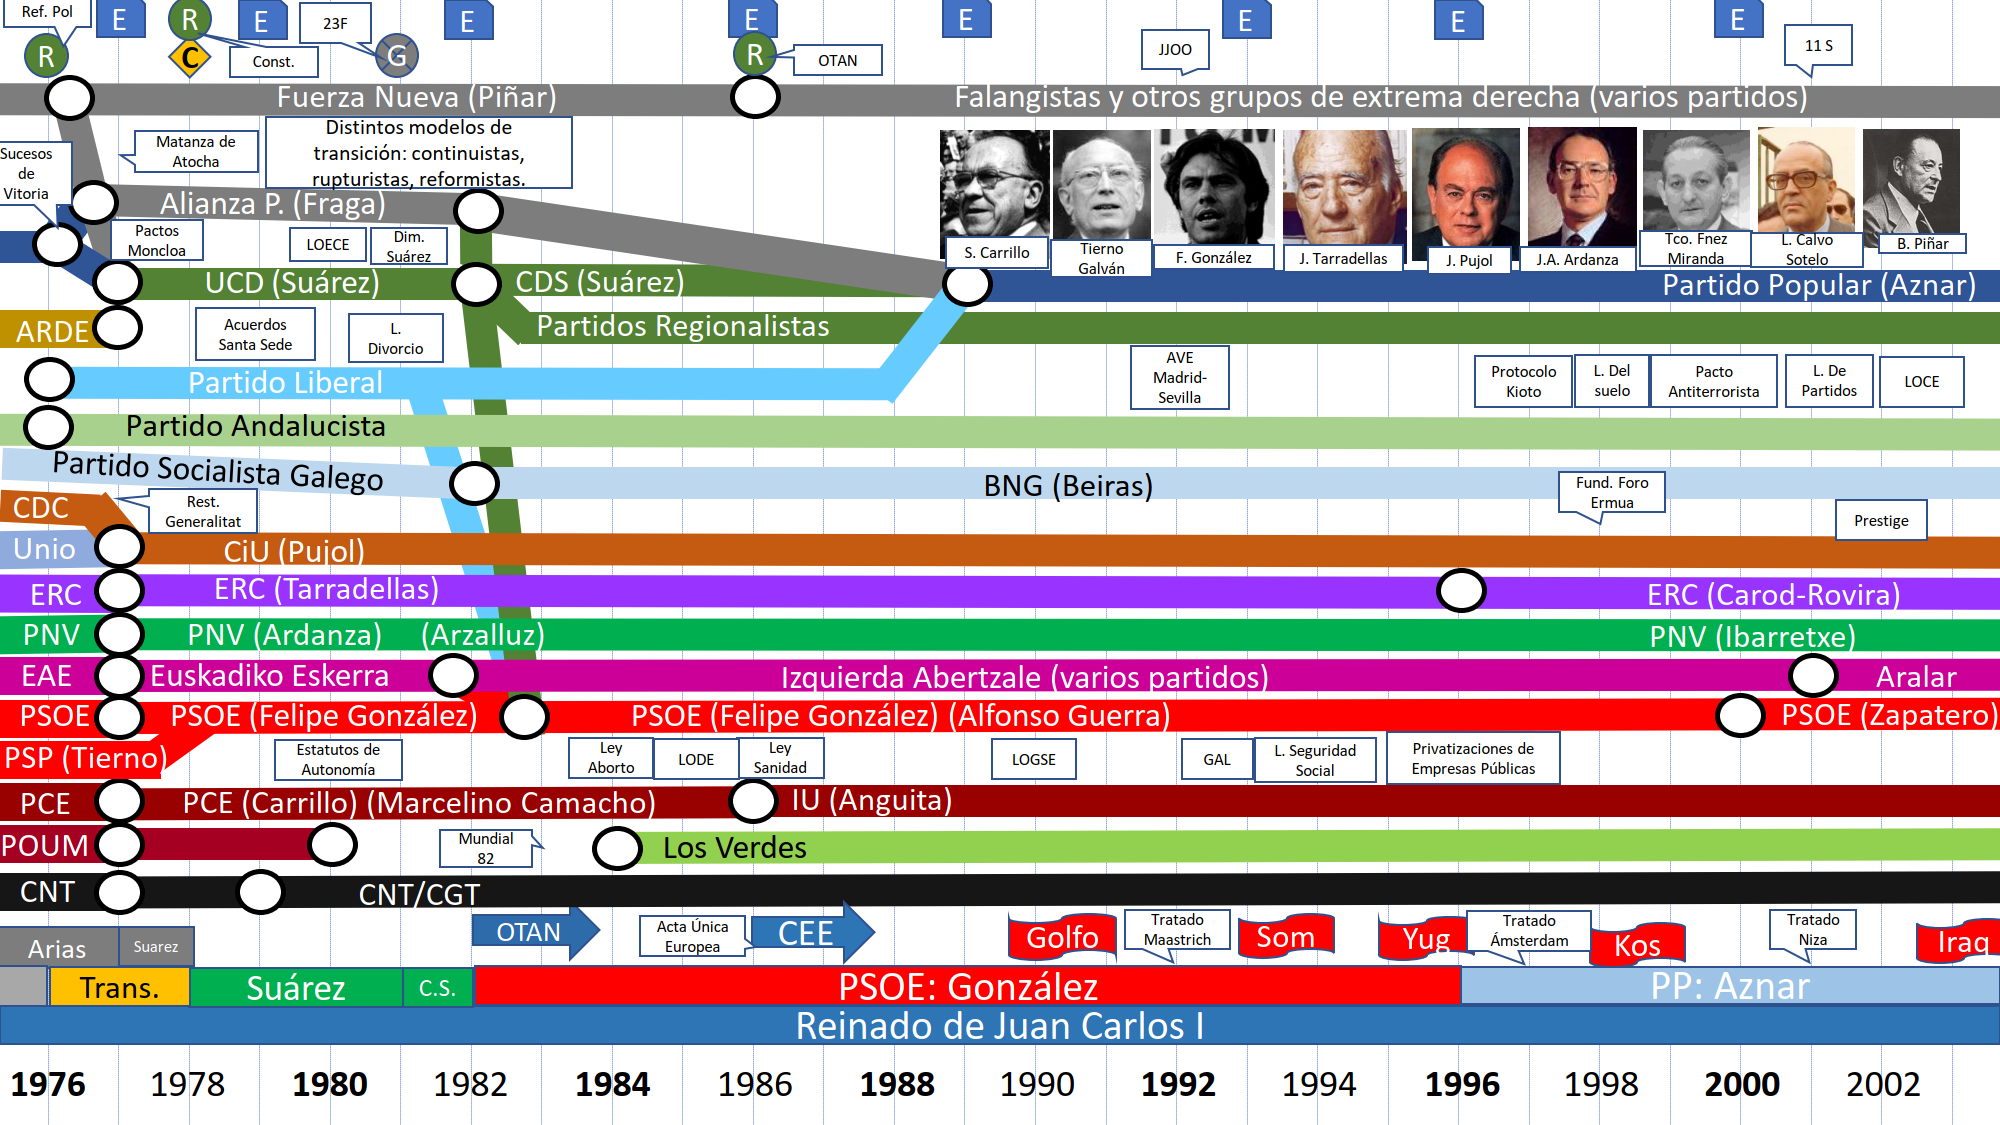 Ref. Pol
E
R
E
23F
E
E
E
E
E
E
R
C
Const.
G
R
OTAN
JJOO
11 S
Fuerza Nueva (Piñar)
Falangistas y otros grupos de extrema derecha (varios partidos)
Sucesos
de
Vitoria
Matanza de
Atocha
Distintos modelos de
transición: continuistas,
rupturistas, reformistas.
Alianza P. (Fraga)
Pactos
Moncloa
LOECE
Dim.
Suárez
S. Carrillo
Tierno
Galván
F. González
J. Tarradellas
J. Pujol
J.A. Ardanza
Tco. Fnez
Miranda
L. Calvo
Sotelo
B. Piñar
UCD (Suárez)
CDS (Suárez)
Partido Popular (Aznar)
ARDE
Acuerdos
Santa Sede
L.
Divorcio
Partidos Regionalistas
Partido Liberal
AVE
Madrid-
Sevilla
Protocolo
Kioto
L. Del
suelo
Pacto
Antiterrorista
L. De
Partidos
LOCE
Partido Andalucista
Partido Socialista Galego
BNG (Beiras)
Fund. Foro
Ermua
Prestige
CDC
Rest.
Generalitat
Unio
CiU (Pujol)
ERC
ERC (Tarradellas)
ERC (Carod-Rovira)
PNV
PNV (Ardanza)
(Arzalluz)
PNV (Ibarretxe)
EAE
Euskadiko Eskerra
Izquierda Abertzale (varios partidos)
Aralar
PSOE
PSOE (Felipe González)
PSOE (Felipe González) (Alfonso Guerra)
PSOE (Zapatero)
PSP (Tierno)
Estatutos de
Autonomía
Ley
Aborto
LODE
Ley
Sanidad
LOGSE
GAL
L. Seguridad
Social
Privatizaciones de
Empresas Públicas
PCE
PCE (Carrillo) (Marcelino Camacho)
IU (Anguita)
POUM
Mundial
82
Los Verdes
CNT
CNT/CGT
Arias
Suarez
OTAN
Acta Única
Europea
CEE
Golfo
Tratado
Maastrich
Som
Yug
Tratado
Ámsterdam
Kos
Tratado
Niza
Iraq
Trans.
Suárez
C.S.
PSOE: González
PP: Aznar
Reinado de Juan Carlos I
1976
1978
1980
1982
1984
1986
1988
1990
1992
1994
1996
1998
2000
2002